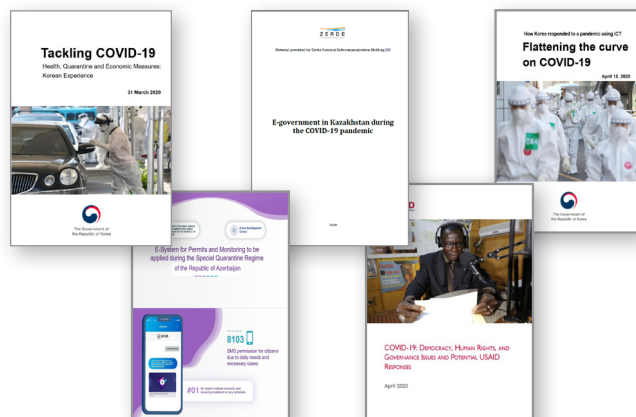 Tackling COVID-19
Health, Quarantine and Economic Measures:
Korean Experience
31 March 2020
The Government of
the Republic of Korea
ZERDE
Material provided by Zerde National Infocommunication Holding JSC
E-government in Kazakhstan during
the COVID-19 pandemic
How Korea responded to a pandemic using ICT
Flattening the curve
on COVID-19
April 15, 2020
The Government of
the Republic of Korea
E-System for Permits and Monitoring to be
applied during the Special Quarantine Regime
of the Republic of Azerbaijan
8103
8103
SMS permission for citizens
due to daily needs and
necessary cases
#01
COVID-19: DEMOCRACY, HUMAN RIGHTS, AND
GOVERNANCE ISSUES AND POTENTIAL USAID
RESPONSES
April 2020